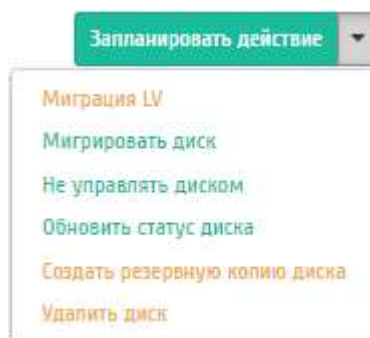 Запланировать действие
Миграция LV
Мигрировать диск
Не управлять диском
Обновить статус диска
Создать резервную копию диска
Удалить диск